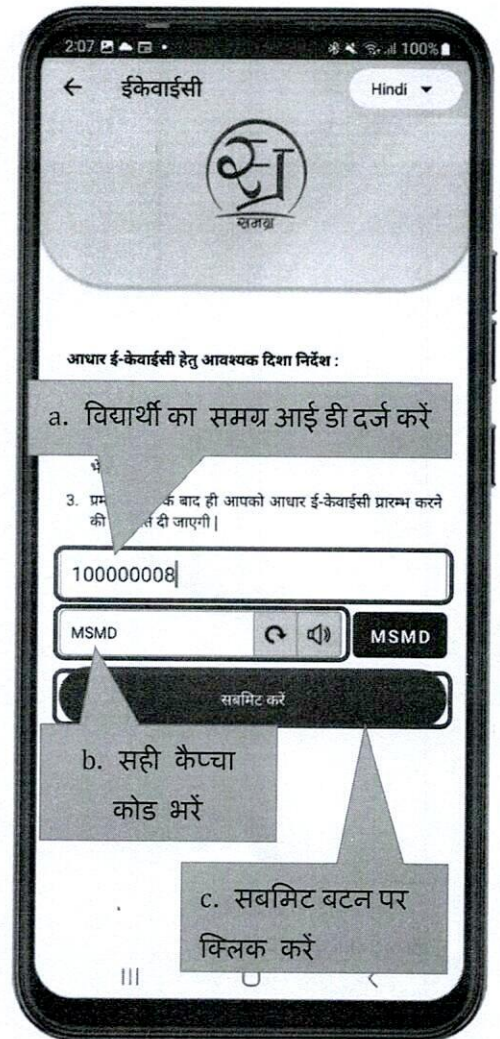 2:07
100%
ईकेवाईसी
Hindi
समग्र
आधार ई-केवाईसी हेतु आवश्यक दिशा निर्देश :
a. विद्यार्थी का समग्र आई डी दर्ज करें
3.
के बाद ही आपको आधार ई-केवाईसी प्रारम्भ करने
की
दी जाएगी |
100000008
MSMD
MSMD
सबमिट करें
b. सही कैप्चा
कोड भरें
c. सबमिट बटन पर
क्लिक करें